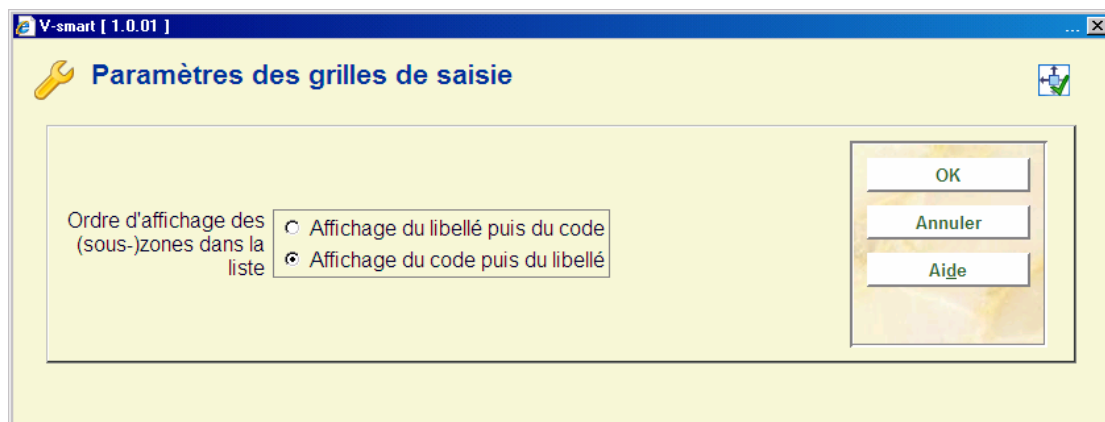 V-smart [ 1.0.01 ]
...
Paramètres des grilles de saisie
Ordre d'affichage des
(sous-)zones dans la
liste
Affichage du libellé puis du code
Affichage du code puis du libellé
OK
Annuler
Aide